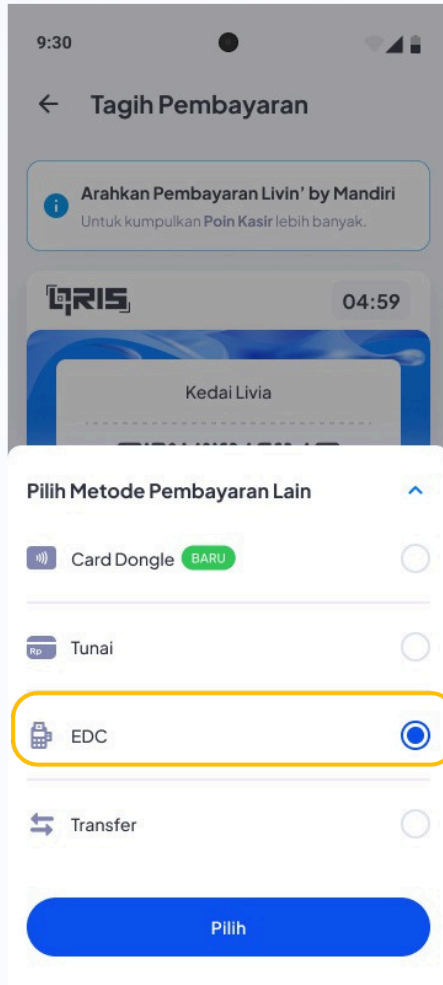 9:30
Tagih Pembayaran
Arahkan Pembayaran Livin' by Mandiri
Untuk kumpulkan Poin Kasir lebih banyak.
QRIS
04:59
Kedai Livia
Pilih Metode Pembayaran Lain
Card Dongle BARU
Rp Tunai
EDC
Transfer
Pilih